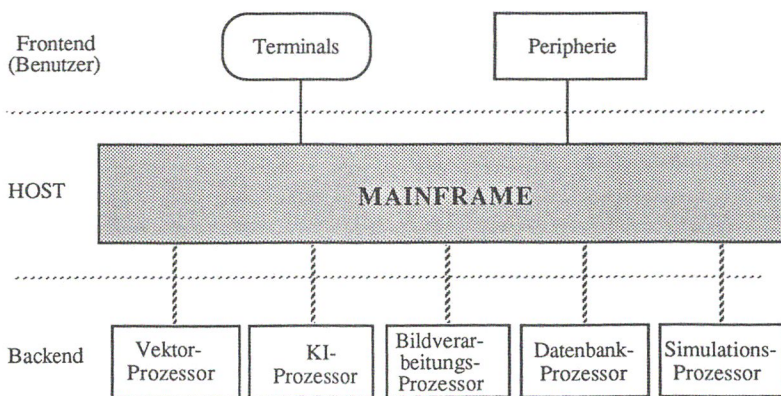 Frontend
(Benutzer)
Terminals
Peripherie
HOST
MAINFRAME
Backend
Vektor-
Prozessor
KI-
Prozessor
Bildverar-
beitungs-
Prozessor
Datenbank-
Prozessor
Simulations-
Prozessor